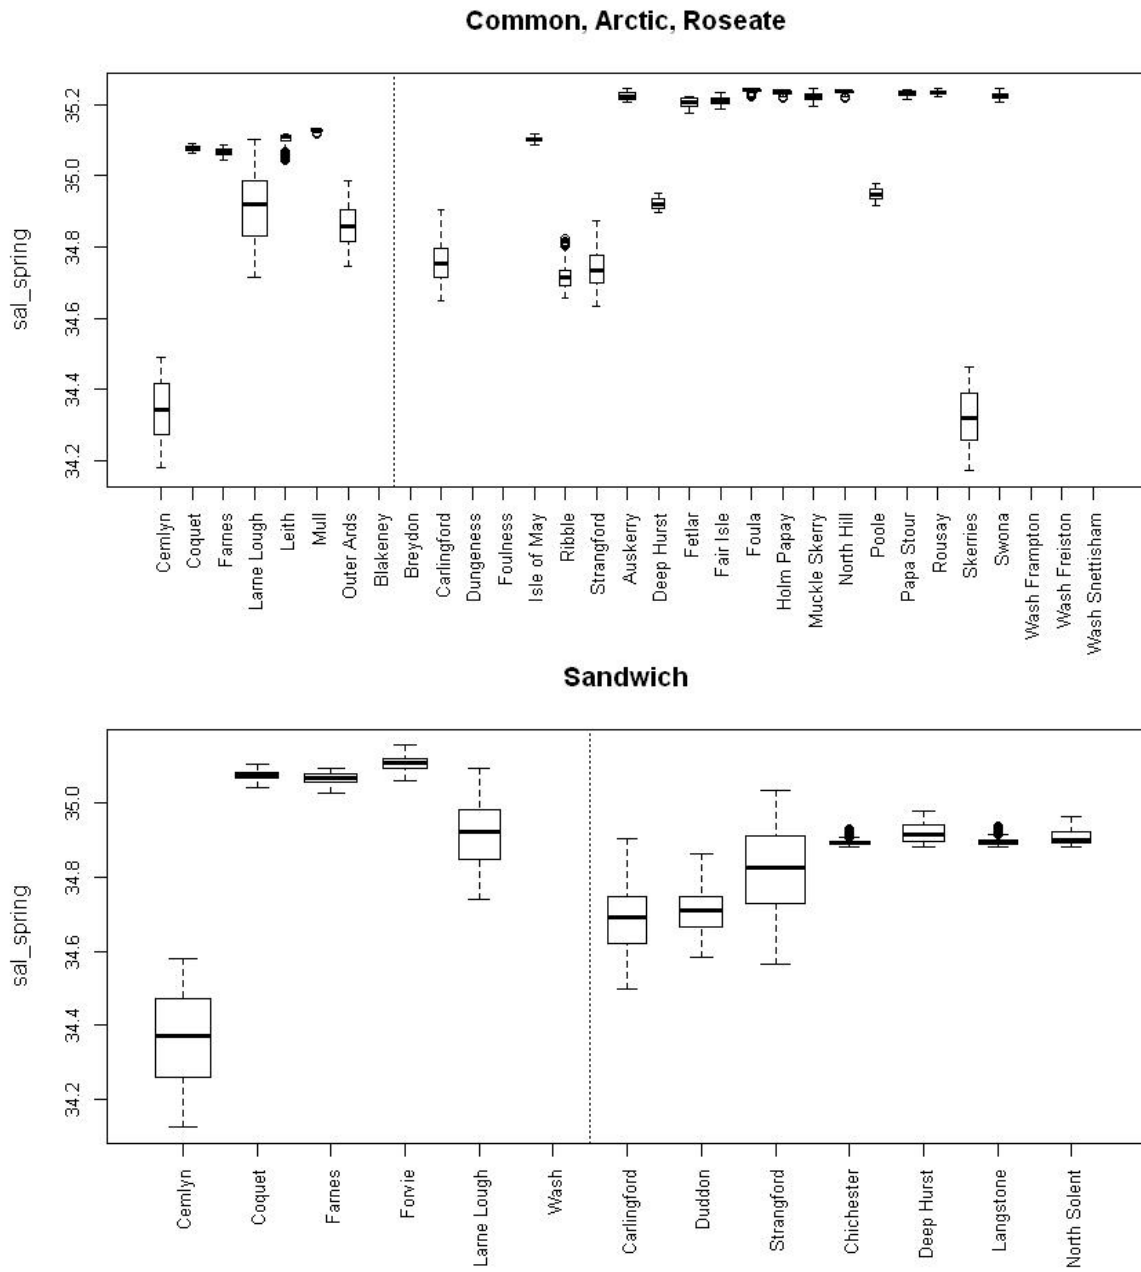 Common, Arctic, Roseate
sal_spring
35.2
35.0
34.8
34.6
34.4
34.2
Cemlyn
Coquet
Farnes
Larne Lough
Leith
Mull
Outer Ards
Blakeney
Breydon
Carlingford
Dungeness
Foulness
Isle of May
Ribble
Strangford
Auskerry
Deep Hurst
Fetlar
Fair Isle
Foula
Holm Papay
Muckle Skerry
North Hill
Poole
Papa Stour
Rousay
Skerries
Swona
Wash Frampton
Wash Freiston
Wash Snettisham
Sandwich
sal_spring
35.0
34.8
34.6
34.4
34.2
Cemlyn
Coquet
Farnes
Forvie
Larne Lough
Wash
Carlingford
Duddon
Strangford
Chichester
Deep Hurst
Langstone
North Solent